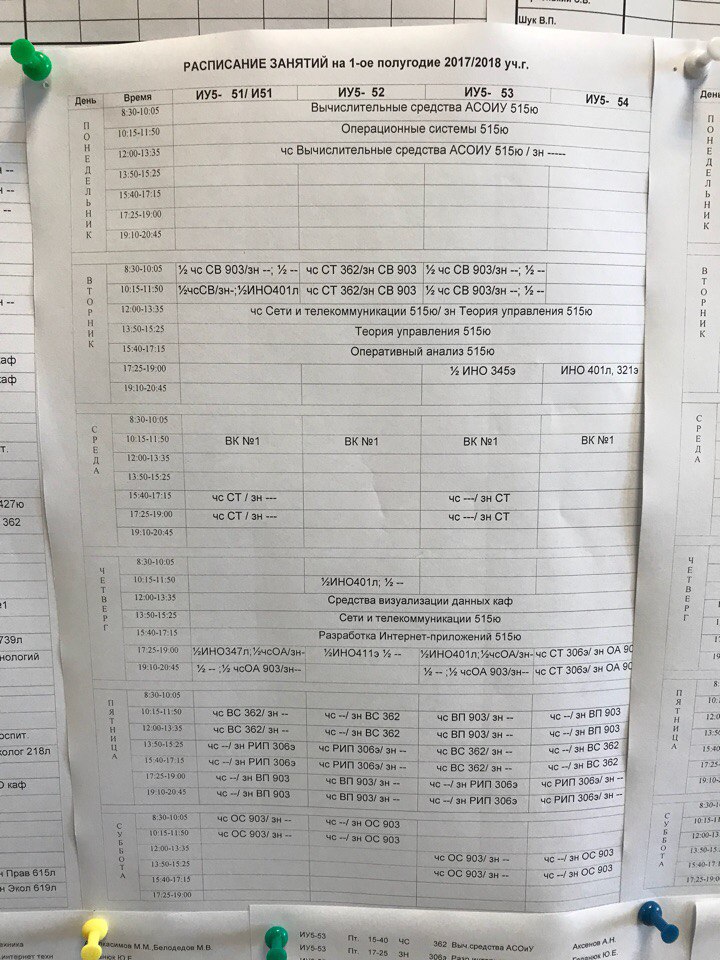 Шук В.П.
РАСПИСАНИЕ ЗАНЯТИЙ на 1-ое полугодие 2017/2018 уч.г.
День Время ИУ5- 51/ И51 ИУ5- 52 ИУ5- 53 ИУ5- 54
ПОНЕДЕЛЬНИК
8:30-10:05 Вычислительные средства АСОИУ 515ю
10:15-11:50 Операционные системы 515ю
12:00-13:35 чс Вычислительные средства АСОИУ 515ю / зн -----
13:50-15:25
15:40-17:15
17:25-19:00
19:10-20:45
ВТОРНИК
8:30-10:05 ½ чс СВ 903/зн --; ½ -- чс СТ 362/зн СВ 903 ½ чс СВ 903/зн --; ½ --
10:15-11:50 ½чсСВ/зн-;½ИНО401л чс СТ 362/зн СВ 903 ½ чс СВ 903/зн --; ½ --
12:00-13:35 чс Сети и телекоммуникации 515ю/ зн Теория управления 515ю
13:50-15:25 Теория управления 515ю
15:40-17:15 Оперативный анализ 515ю
17:25-19:00 ½ ИНО 345э ИНО 401л, 321э
19:10-20:45
СРЕДА
8:30-10:05
10:15-11:50 ВК №1 ВК №1 ВК №1 ВК №1
12:00-13:35
13:50-15:25
15:40-17:15 чс СТ / зн --- чс ---/ зн СТ
17:25-19:00 чс СТ / зн --- чс ---/ зн СТ
19:10-20:45
ЧЕТВЕРГ
8:30-10:05
10:15-11:50 ½ИНО401л; ½ --
12:00-13:35 Средства визуализации данных каф
13:50-15:25 Сети и телекоммуникации 515ю
15:40-17:15 Разработка Интернет-приложений 515ю
17:25-19:00 ½ИНО347л;½чсОА/зн- ½ИНО411э ½ -- ½ИНО401л;½чсОА/зн- чс СТ 306э/ зн ОА 90
19:10-20:45 ½ -- ;½ чсОА 903/зн-- ½ -- ;½ чсОА 903/зн-- чс СТ 306э/ зн ОА 90
ПЯТНИЦА
8:30-10:05
10:15-11:50 чс ВС 362/ зн -- чс --/ зн ВС 362 чс ВП 903/ зн -- чс --/ зн ВП 903
12:00-13:35 чс ВС 362/ зн -- чс --/ зн ВС 362 чс ВП 903/ зн -- чс --/ зн ВП 903
13:50-15:25 чс --/ зн РИП 306э чс РИП 306э/ зн -- чс ВС 362/ зн -- чс --/ зн ВС 362
15:40-17:15 чс --/ зн РИП 306э чс РИП 306э/ зн -- чс ВС 362/ зн -- чс --/ зн ВС 362
17:25-19:00 чс --/ зн ВП 903 чс ВП 903/ зн -- чс --/ зн РИП 306э чс РИП 306э/ зн --
19:10-20:45 чс --/ зн ВП 903 чс ВП 903/ зн -- чс --/ зн РИП 306э чс РИП 306э/ зн --
СУББОТА
8:30-10:05 чс ОС 903/ зн -- чс --/ зн ОС 903
10:15-11:50 чс ОС 903/ зн -- чс --/ зн ОС 903
12:00-13:35
13:50-15:25 чс ОС 903/ зн -- чс --/ зн ОС 903
15:40-17:15 чс ОС 903/ зн -- чс --/ зн ОС 903
17:25-19:00
427ю
362
739л
218л
Прав 615л
Экол 619л
День
ПОНЕДЕЛЬНИК
ВТОРНИК
СРЕДА
ЧЕТВЕРГ
ПЯТНИЦА
СУББОТА
М.М., Белодедов М.В.
ИУ5-53 Пт. 15-40 ЧС 362 Выч.средства АСОиУ Аксенов А.Н.
ИУ5-53 Пт. 17-25 ЗН 306э Гапанюк Ю.Е.